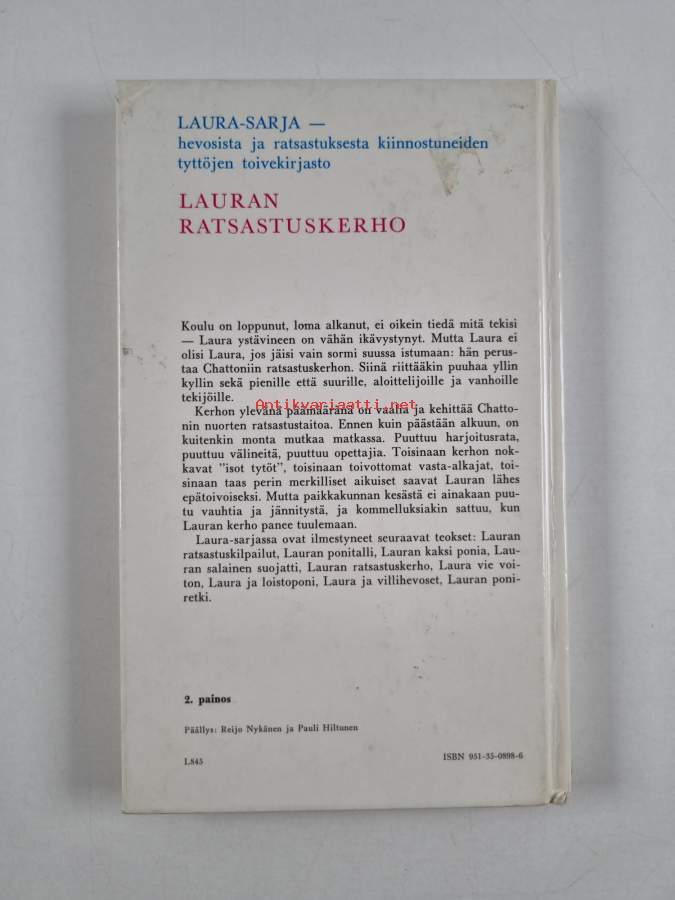 LAURA-SARJA —
hevosista ja ratsastuksesta kiinnostuneiden
tyttöjen toivekirjasto
LAURAN
RATSASTUSKERHO
Koulu on loppunut, loma alkanut, ei oikein tiedä mitä tekisi
— Laura ystävineen on vähän ikävystynyt. Mutta Laura ei
olisi Laura, jos jäisi vain sormi suussa istumaan: hän perus-
taa Chattoniin ratsastuskerhon. Siinä riittääkin puuhaa yllin
kyllin sekä pienille että suurille, aloittelijoille ja vanhoille
tekijöille.
Antikvariaatti.net
Kerhon ylevänä päämääränä on vaalia ja kehittää Chatto-
nin nuorten ratsastustaitoa. Ennen kuin päästään alkuun, on
kuitenkin monta mutkaa matkassa. Puuttuu harjoitusrata,
puuttuu välineitä, puuttuu opettajia. Toisinaan kerhon nok-
kavat "isot tytöt", toisinaan toivottomat vasta-alkajat, toi-
sinaan taas perin merkilliset aikuiset saavat Lauran lähes
epätoivoiseksi. Mutta paikkakunnan kesästä ei ainakaan puu-
tu vauhtia ja jännitystä, ja kommelluksiakin sattuu, kun
Lauran kerho panee tuulemaan.
Laura-sarjassa ovat ilmestyneet seuraavat teokset: Lauran
ratsastuskilpailut, Lauran ponitalli, Lauran kaksi ponia, Lau-
ran salainen suojatti, Lauran ratsastuskerho, Laura vie voi-
ton, Laura ja loistoponi, Laura ja villihevoset, Lauran poni-
retki.
2. painos
Päällys: Reijo Nykänen ja Pauli Hiltunen
L845
ISBN 951-35-0898-6